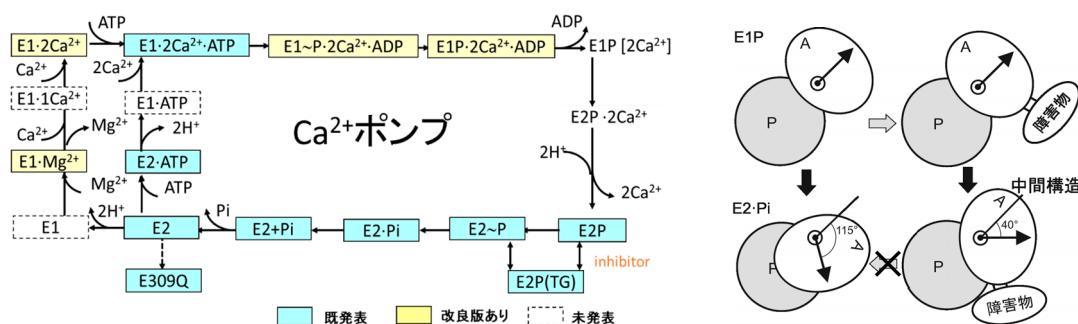 ATP
ADP
E1·2Ca²⁺
E1·2Ca²⁺·ATP
E1~P·2Ca²⁺·ADP
E1P·2Ca²⁺·ADP
E1P [2Ca²⁺]
Ca²⁺
2Ca²⁺
E1·1Ca²⁺
E1·ATP
Ca²⁺
Mg²⁺
2H⁺
Ca²⁺ポンプ
E2P·2Ca²⁺
E1·Mg²⁺
E2·ATP
2H⁺
2Ca²⁺
Mg²⁺
2H⁺
ATP
Pi
E1
E2
E2+Pi
E2·Pi
E2~P
E2P
inhibitor
E309Q
E2P(TG)
既発表
改良版あり
未発表
E1P
A
P
A
P
障害物
E2·Pi
中間構造
P
115°
A
P
A
40°
障害物